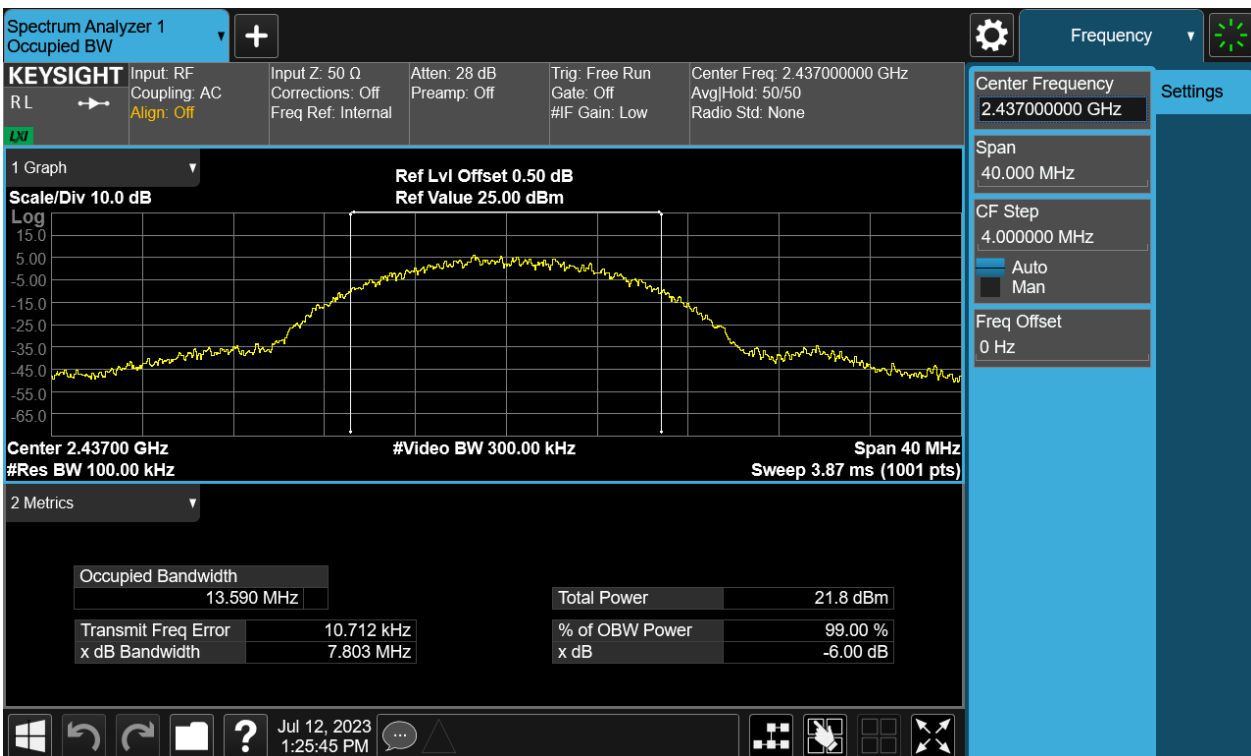 Spectrum Analyzer 1
Occupied BW
Frequency
KEYSIGHT
R L
LXI
Input: RF
Coupling: AC
Align: Off
Input Z: 50 Ω
Corrections: Off
Freq Ref: Internal
Atten: 28 dB
Preamp: Off
Trig: Free Run
Gate: Off
#IF Gain: Low
Center Freq: 2.437000000 GHz
Avg|Hold: 50/50
Radio Std: None
Center Frequency
2.437000000 GHz
Settings
Span
40.000 MHz
CF Step
4.000000 MHz
Auto
Man
Freq Offset
0 Hz
1 Graph
Scale/Div 10.0 dB
Ref Lvl Offset 0.50 dB
Ref Value 25.00 dBm
Log
15.0
5.00
-5.00
-15.0
-25.0
-35.0
-45.0
-55.0
-65.0
Center 2.43700 GHz
#Video BW 300.00 kHz
Span 40 MHz
#Res BW 100.00 kHz
Sweep 3.87 ms (1001 pts)
2 Metrics
Occupied Bandwidth
13.590 MHz
Total Power 21.8 dBm
Transmit Freq Error 10.712 kHz
% of OBW Power 99.00 %
x dB Bandwidth 7.803 MHz
x dB -6.00 dB
?
Jul 12, 2023
1:25:45 PM